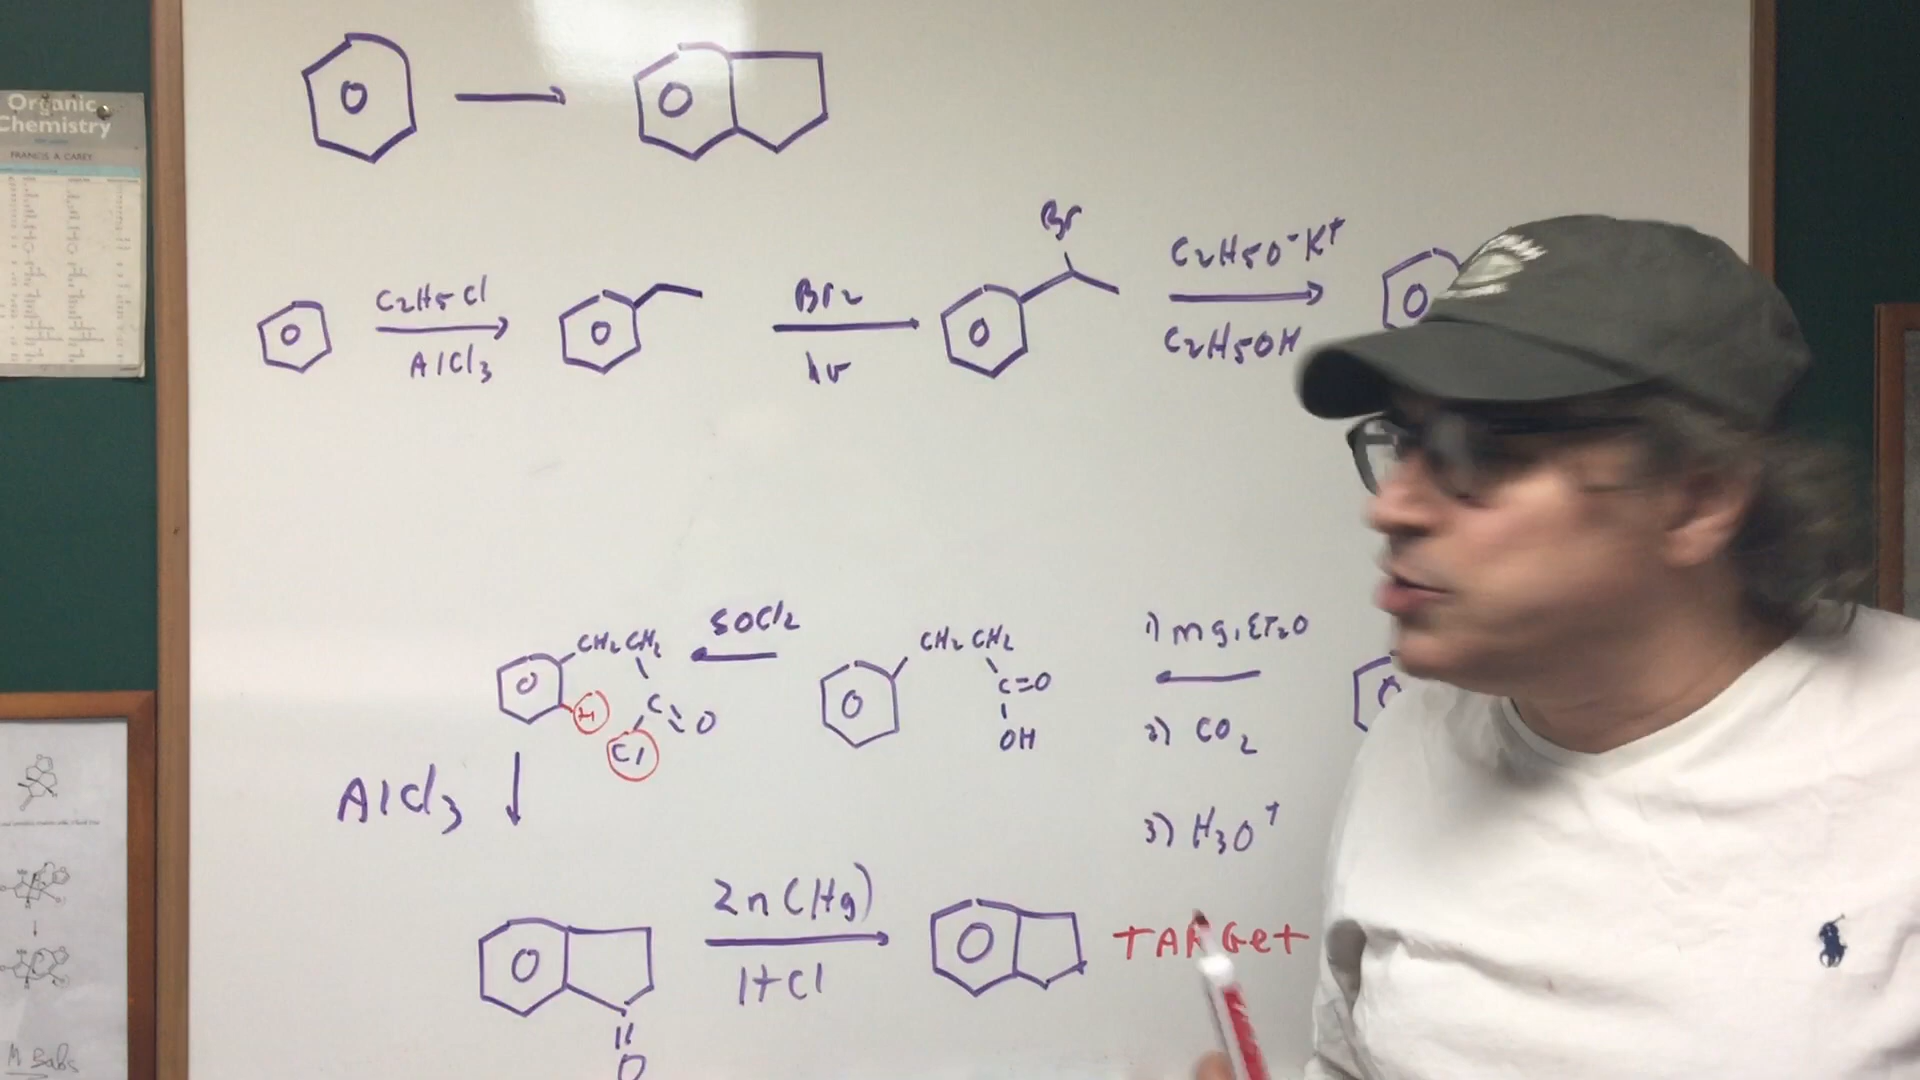 Organic
Chemistry
FRANCIS A. CAREY
Br
C2H5Cl
AlCl3
Br2
hν
C2H5O-K+
C2H5OH
CH2CH2
H
C=O
Cl
SOCl2
CH2CH2
C=O
OH
1) Mg, Et2O
2) CO2
3) H3O+
AlCl3
Zn(Hg)
HCl
TARGET
O
M Babs